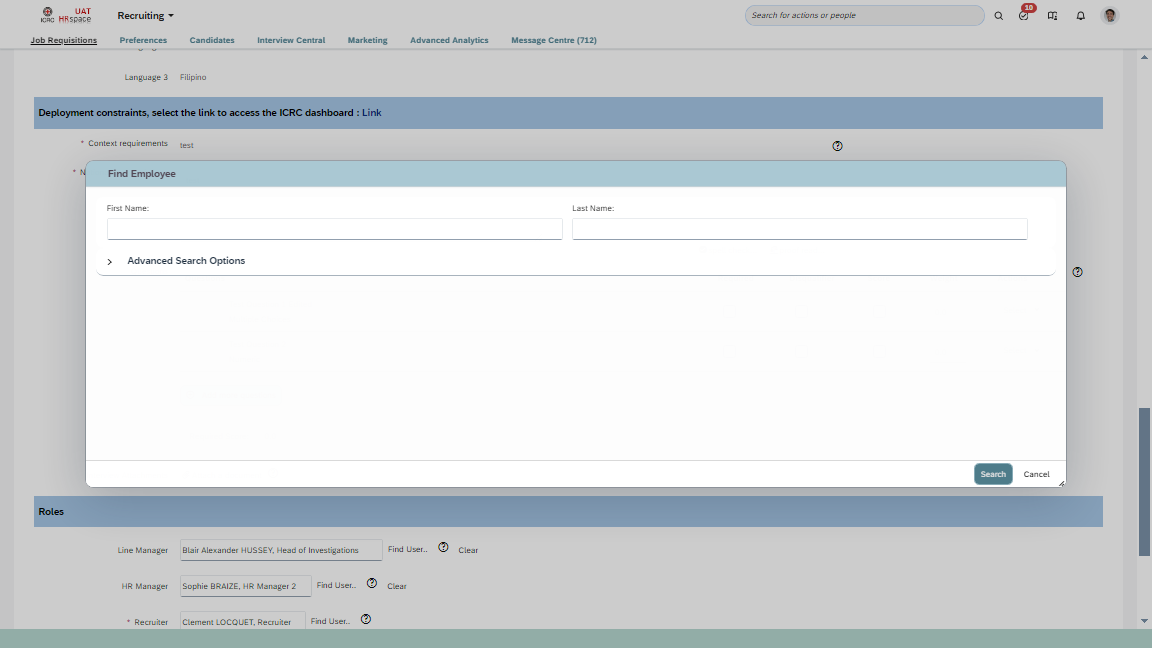 ICRC
UAT
HRspace
Recruiting
Search for actions or people
10
Job Requisitions
Preferences
Candidates
Interview Central
Marketing
Advanced Analytics
Message Centre (712)
Language 3 Filipino
Deployment constraints, select the link to access the ICRC dashboard : Link
* Context requirements test
* N
Find Employee
First Name:
Last Name:
Advanced Search Options
Search
Cancel
Roles
Line Manager Blair Alexander HUSSEY, Head of Investigations Find User.. Clear
HR Manager Sophie BRAIZE, HR Manager 2 Find User.. Clear
* Recruiter Clement LOCQUET, Recruiter Find User..